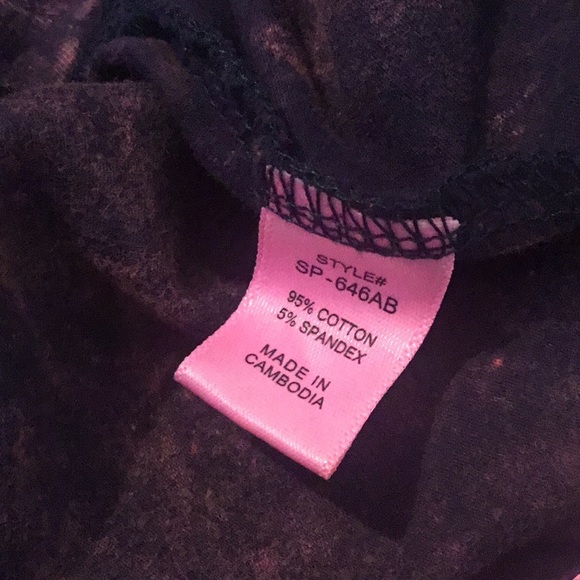 STYLE#
SP-646AB
95% COTTON
5% SPANDEX
MADE IN
CAMBODIA